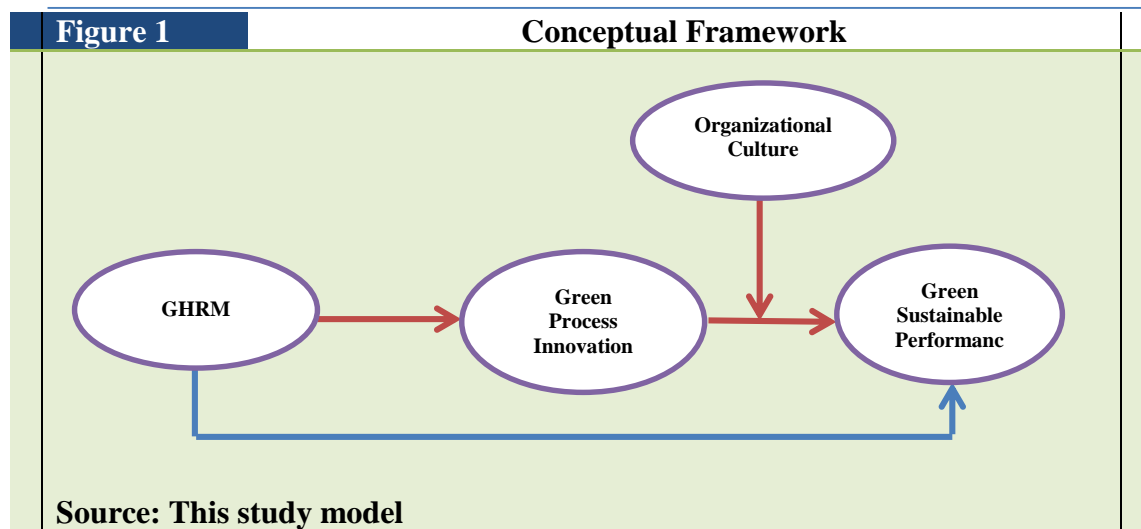 Figure 1
Conceptual Framework
Organizational
Culture
GHRM
Green
Process
Innovation
Green
Sustainable
Performanc
Source: This study model